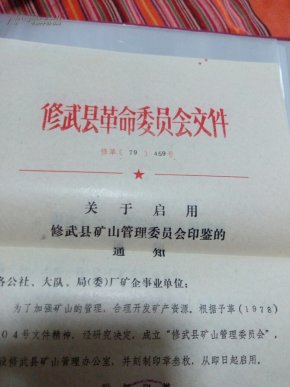 修武县革命委员会文件
修革(79)469号
关于启用
修武县矿山管理委员会印鉴的
通知
各公社、大队、局(委)厂矿企事业单位:
为了加强矿山的管理,合理开发矿产资源,根据予革(1978)
04号文件精神,经研究决定,成立“修武县矿山管理委员会”,
设修武县矿山管理办公室,并刻制印章叁枚,从即日起启用。